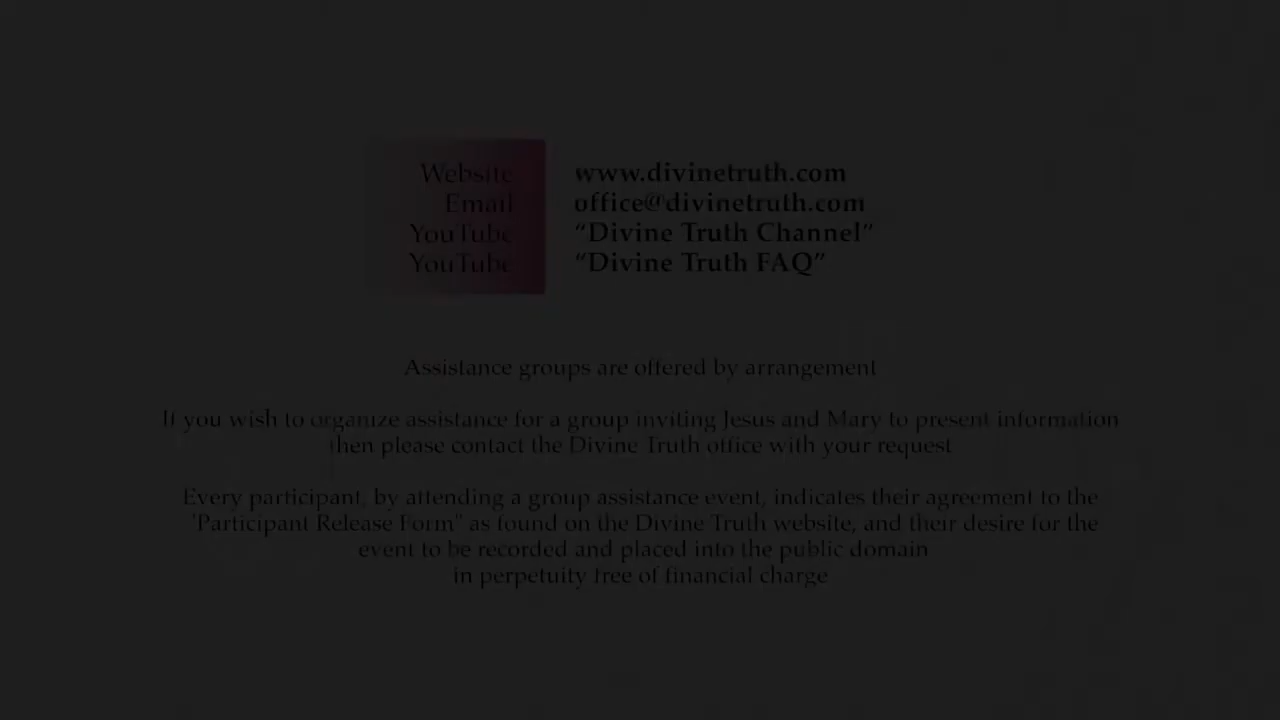 Website www.divinetruth.com
Email office@divinetruth.com
YouTube “Divine Truth Channel”
YouTube “Divine Truth FAQ”
Assistance groups are offered by arrangement
If you wish to organize assistance for a group inviting Jesus and Mary to present information
then please contact the Divine Truth office with your request
Every participant, by attending a group assistance event, indicates their agreement to the
'Participant Release Form" as found on the Divine Truth website, and their desire for the
event to be recorded and placed into the public domain
in perpetuity free of financial charge